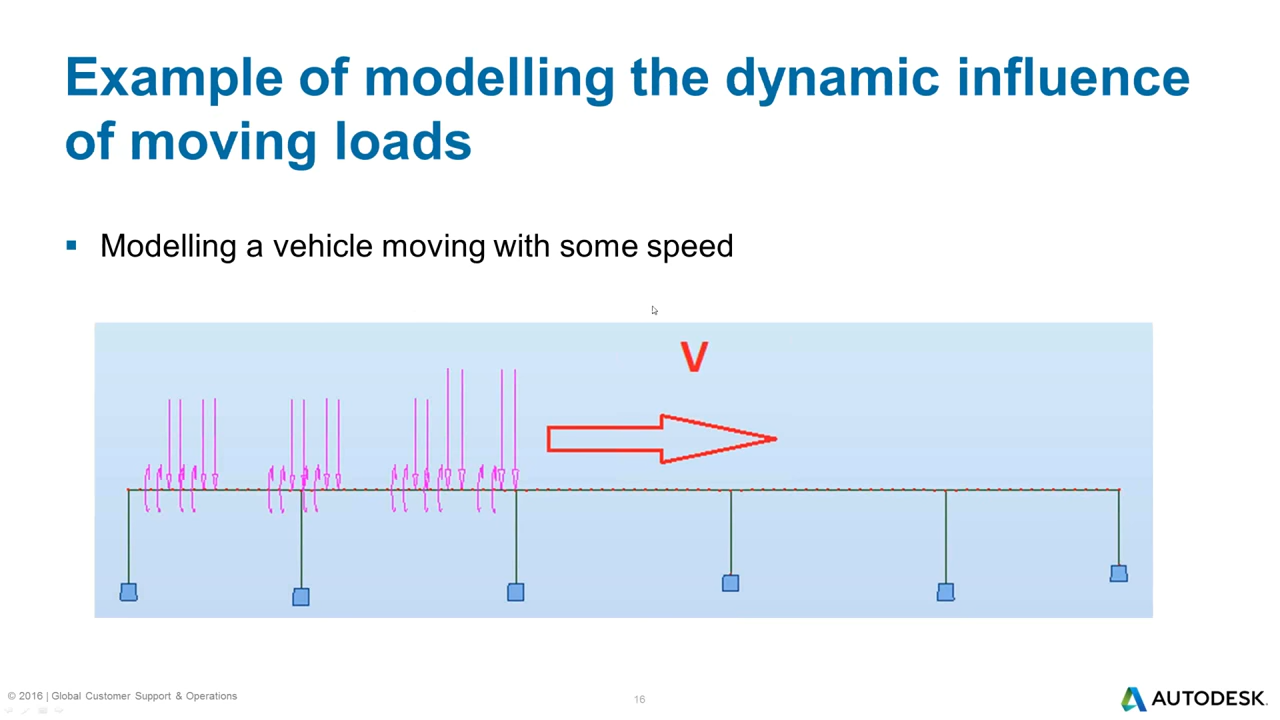 Example of modelling the dynamic influence
of moving loads
▪ Modelling a vehicle moving with some speed
V
© 2016 | Global Customer Support & Operations
16
AUTODESK.